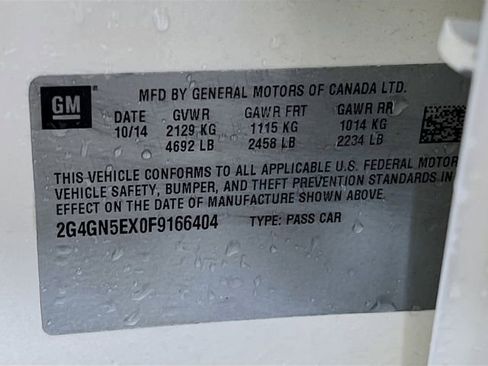 GM
MFD BY GENERAL MOTORS OF CANADA LTD.
DATE GVWR GAWR FRT GAWR RR
10/14 2129 KG 1115 KG 1014 KG
4692 LB 2458 LB 2234 LB
THIS VEHICLE CONFORMS TO ALL APPLICABLE U.S. FEDERAL MOTOR
VEHICLE SAFETY, BUMPER, AND THEFT PREVENTION STANDARDS IN
EFFECT ON THE DATE OF MANUFACTURE SHOWN ABOVE.
2G4GN5EX0F9166404 TYPE: PASS CAR